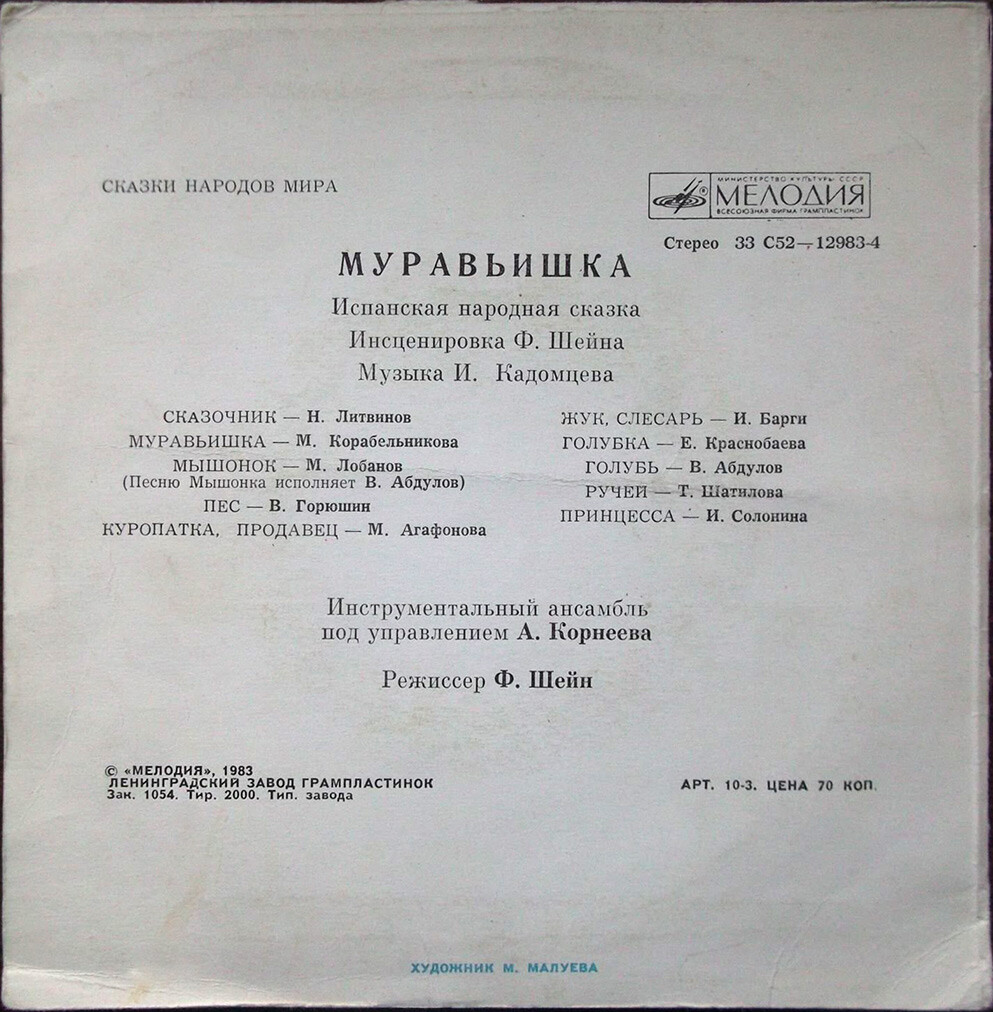 СКАЗКИ НАРОДОВ МИРА
МИНИСТЕРСТВО КУЛЬТУРЫ СССР
МЕЛОДИЯ
ВСЕСОЮЗНАЯ ФИРМА ГРАМПЛАСТИНОК
Стерео 33 С52—12983-4
МУРАВЬИШКА
Испанская народная сказка
Инсценировка Ф. Шейна
Музыка И. Кадомцева
СКАЗОЧНИК — Н. Литвинов
МУРАВЬИШКА — М. Корабельникова
МЫШОНОК — М. Лобанов
(Песню Мышонка исполняет В. Абдулов)
ПЕС — В. Горюшин
КУРОПАТКА, ПРОДАВЕЦ — М. Агафонова
ЖУК, СЛЕСАРЬ — И. Барги
ГОЛУБКА — Е. Краснобаева
ГОЛУБЬ — В. Абдулов
РУЧЕЙ — Т. Шатилова
ПРИНЦЕССА — И. Солонина
Инструментальный ансамбль
под управлением А. Корнеева
Режиссер Ф. Шейн
© «МЕЛОДИЯ», 1983
ЛЕНИНГРАДСКИЙ ЗАВОД ГРАМПЛАСТИНОК
Зак. 1054. Тир. 2000. Тип. завода
АРТ. 10-3. ЦЕНА 70 КОП.
ХУДОЖНИК М. МАЛУЕВА